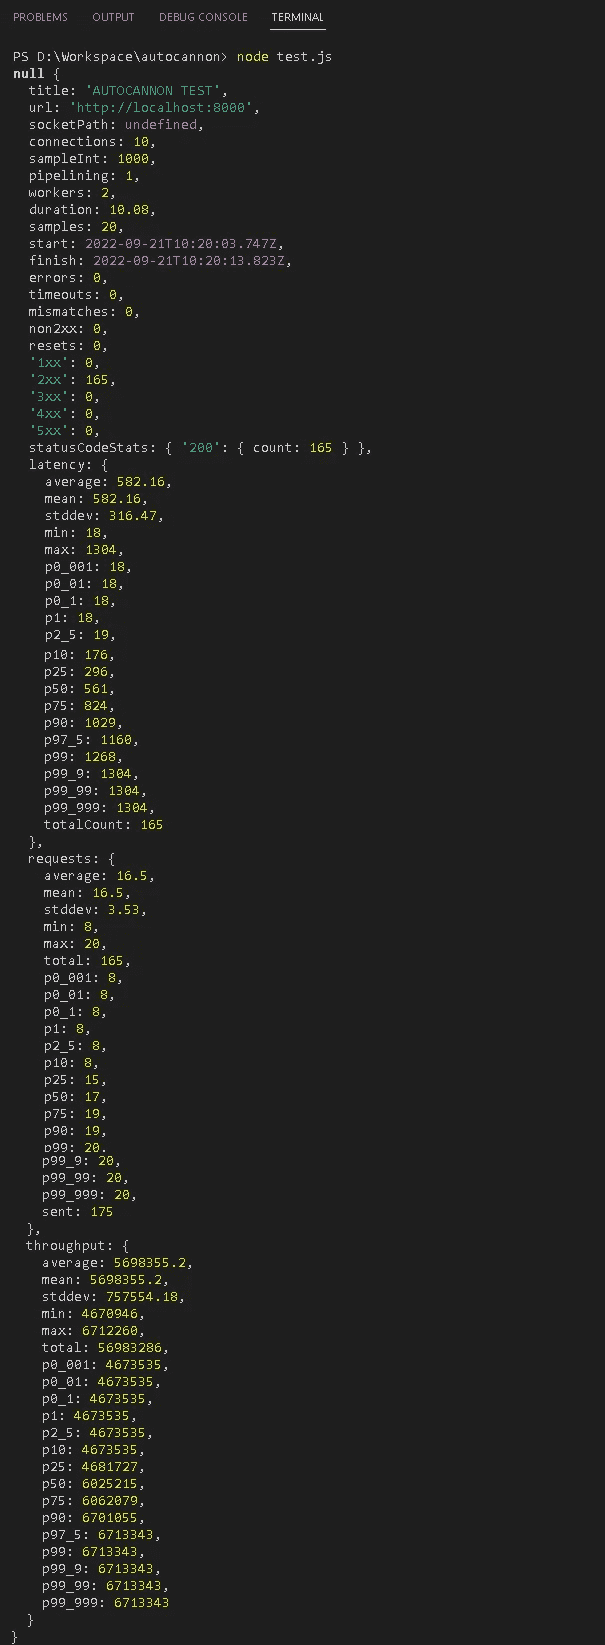 PROBLEMS OUTPUT DEBUG CONSOLE TERMINAL
PS D:\Workspace\autocannon> node test.js
null {
  title: 'AUTOCANNON TEST',
  url: 'http://localhost:8000',
  socketPath: undefined,
  connections: 10,
  sampleInt: 1000,
  pipelining: 1,
  workers: 2,
  duration: 10.08,
  samples: 20,
  start: 2022-09-21T10:20:03.747Z,
  finish: 2022-09-21T10:20:13.823Z,
  errors: 0,
  timeouts: 0,
  mismatches: 0,
  non2xx: 0,
  resets: 0,
  '1xx': 0,
  '2xx': 165,
  '3xx': 0,
  '4xx': 0,
  '5xx': 0,
  statusCodeStats: { '200': { count: 165 } },
  latency: {
    average: 582.16,
    mean: 582.16,
    stddev: 316.47,
    min: 18,
    max: 1304,
    p0_001: 18,
    p0_01: 18,
    p0_1: 18,
    p1: 18,
    p2_5: 19,
    p10: 176,
    p25: 296,
    p50: 561,
    p75: 824,
    p90: 1029,
    p97_5: 1160,
    p99: 1268,
    p99_9: 1304,
    p99_99: 1304,
    p99_999: 1304,
    totalCount: 165
  },
  requests: {
    average: 16.5,
    mean: 16.5,
    stddev: 3.53,
    min: 8,
    max: 20,
    total: 165,
    p0_001: 8,
    p0_01: 8,
    p0_1: 8,
    p1: 8,
    p2_5: 8,
    p10: 8,
    p25: 15,
    p50: 17,
    p75: 19,
    p90: 19,
    p99: 20,
    p99_9: 20,
    p99_99: 20,
    p99_999: 20,
    sent: 175
  },
  throughput: {
    average: 5698355.2,
    mean: 5698355.2,
    stddev: 757554.18,
    min: 4670946,
    max: 6712260,
    total: 56983286,
    p0_001: 4673535,
    p0_01: 4673535,
    p0_1: 4673535,
    p1: 4673535,
    p2_5: 4673535,
    p10: 4673535,
    p25: 4681727,
    p50: 6025215,
    p75: 6062079,
    p90: 6701055,
    p97_5: 6713343,
    p99: 6713343,
    p99_9: 6713343,
    p99_99: 6713343,
    p99_999: 6713343
  }
}